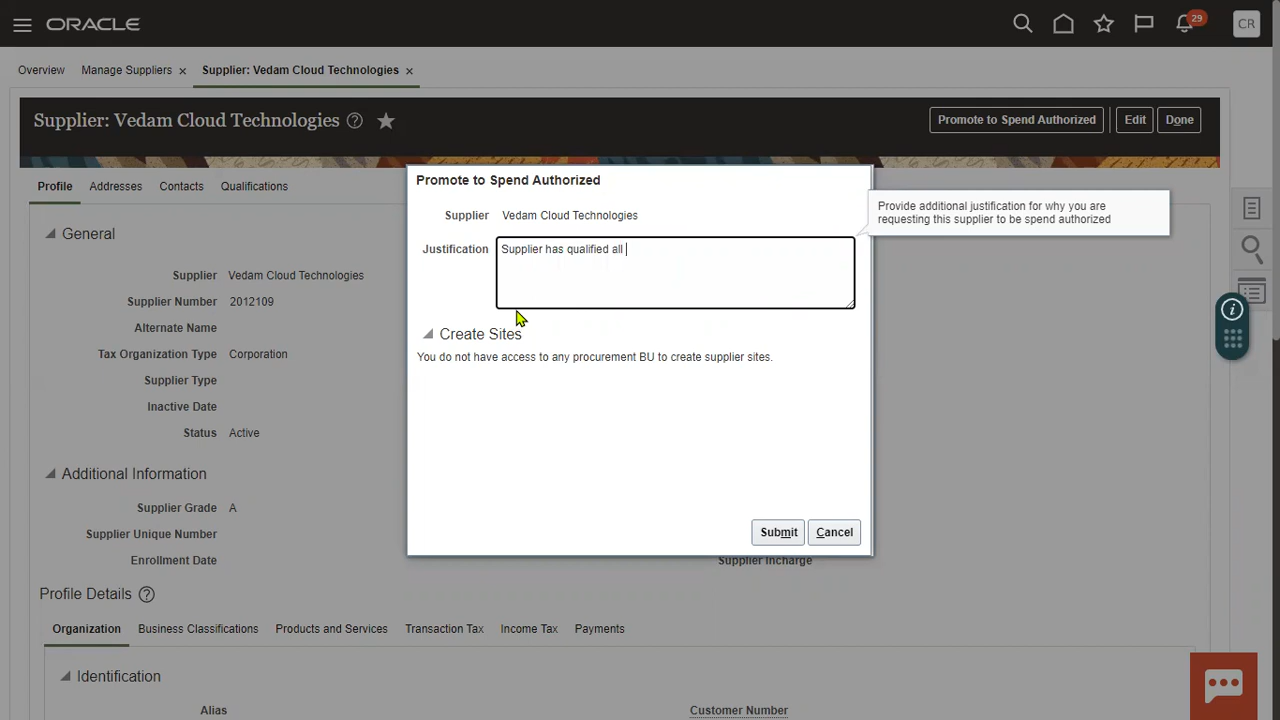 ORACLE
29
CR
Overview
Manage Suppliers ×
Supplier: Vedam Cloud Technologies ×
Supplier: Vedam Cloud Technologies ?
Promote to Spend Authorized
Edit
Done
Profile
Addresses
Contacts
Qualifications
General
Supplier Vedam Cloud Technologies
Supplier Number 2012109
Alternate Name
Tax Organization Type Corporation
Supplier Type
Inactive Date
Status Active
Additional Information
Supplier Grade A
Supplier Unique Number
Enrollment Date
Supplier Incharge
Profile Details ?
Organization
Business Classifications
Products and Services
Transaction Tax
Income Tax
Payments
Identification
Alias
Customer Number
Promote to Spend Authorized
Supplier Vedam Cloud Technologies
Justification Supplier has qualified all
Provide additional justification for why you are
requesting this supplier to be spend authorized
Create Sites
You do not have access to any procurement BU to create supplier sites.
Submit
Cancel
i